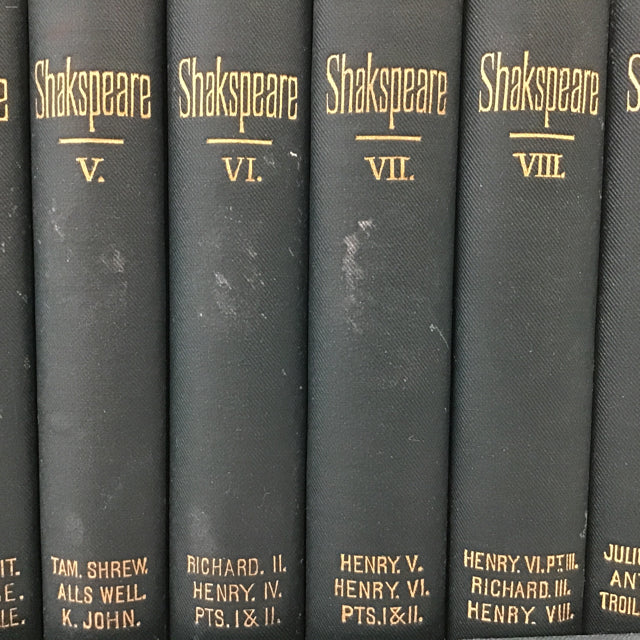 Shakspeare
V.
TAM. SHREW.
ALLS WELL.
K. JOHN.
Shakspeare
VI.
RICHARD. II.
HENRY. IV.
PTS. I & II.
Shakspeare
VII.
HENRY. V.
HENRY. VI.
PTS. I & II.
Shakspeare
VIII.
HENRY. VI. PT III.
RICHARD. III.
HENRY. VIII.